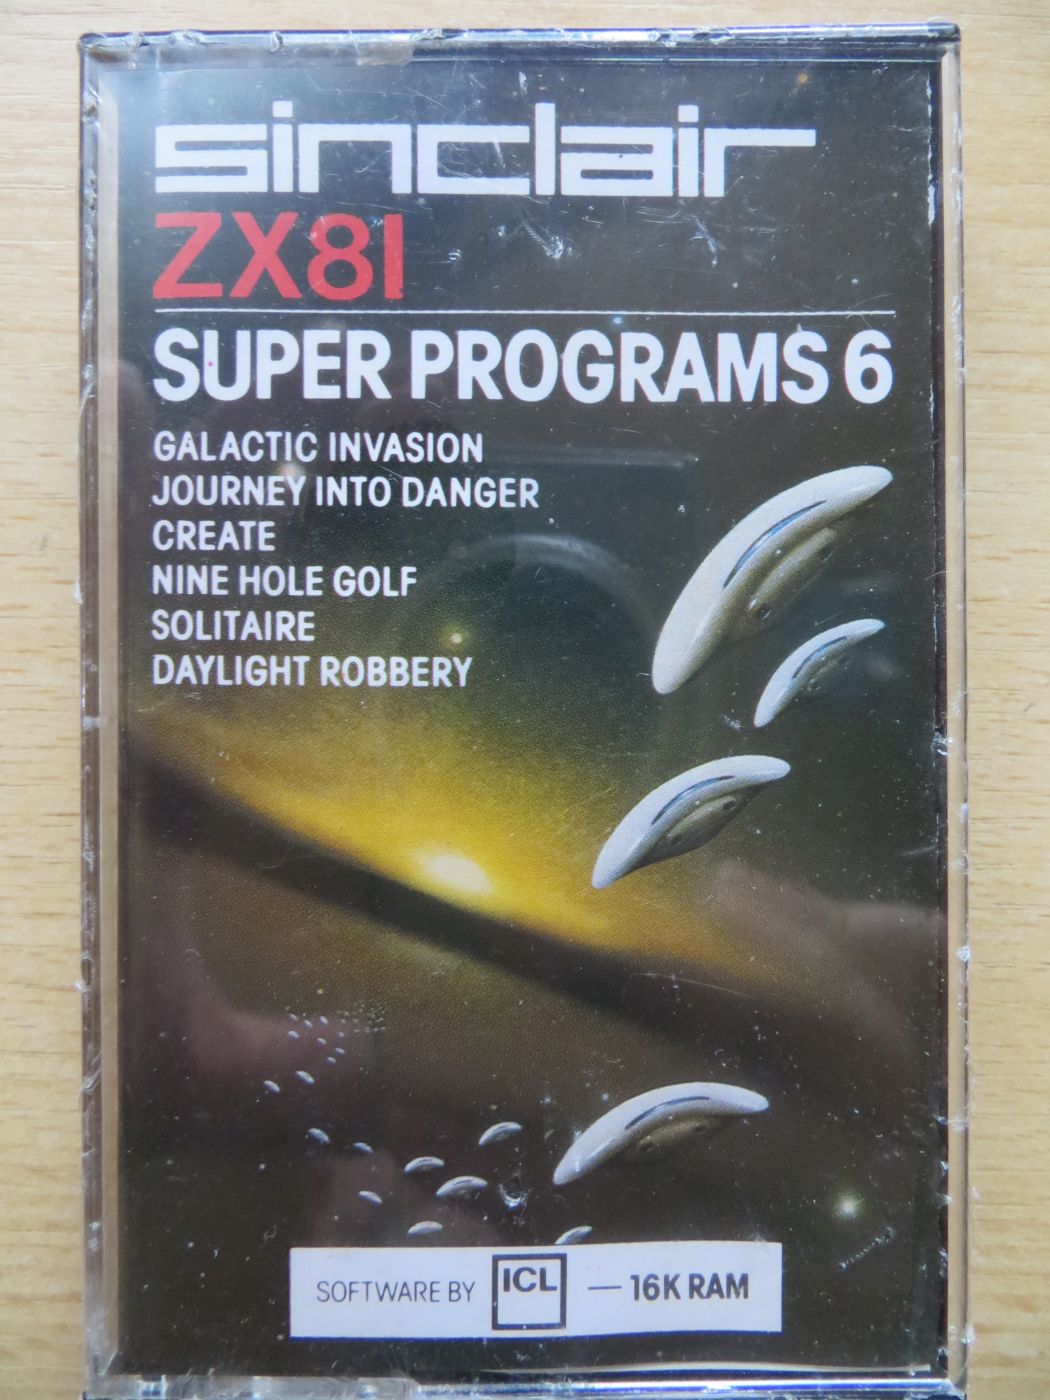 sinclair
ZX81
SUPER PROGRAMS 6
GALACTIC INVASION
JOURNEY INTO DANGER
CREATE
NINE HOLE GOLF
SOLITAIRE
DAYLIGHT ROBBERY
SOFTWARE BY ICL — 16K RAM